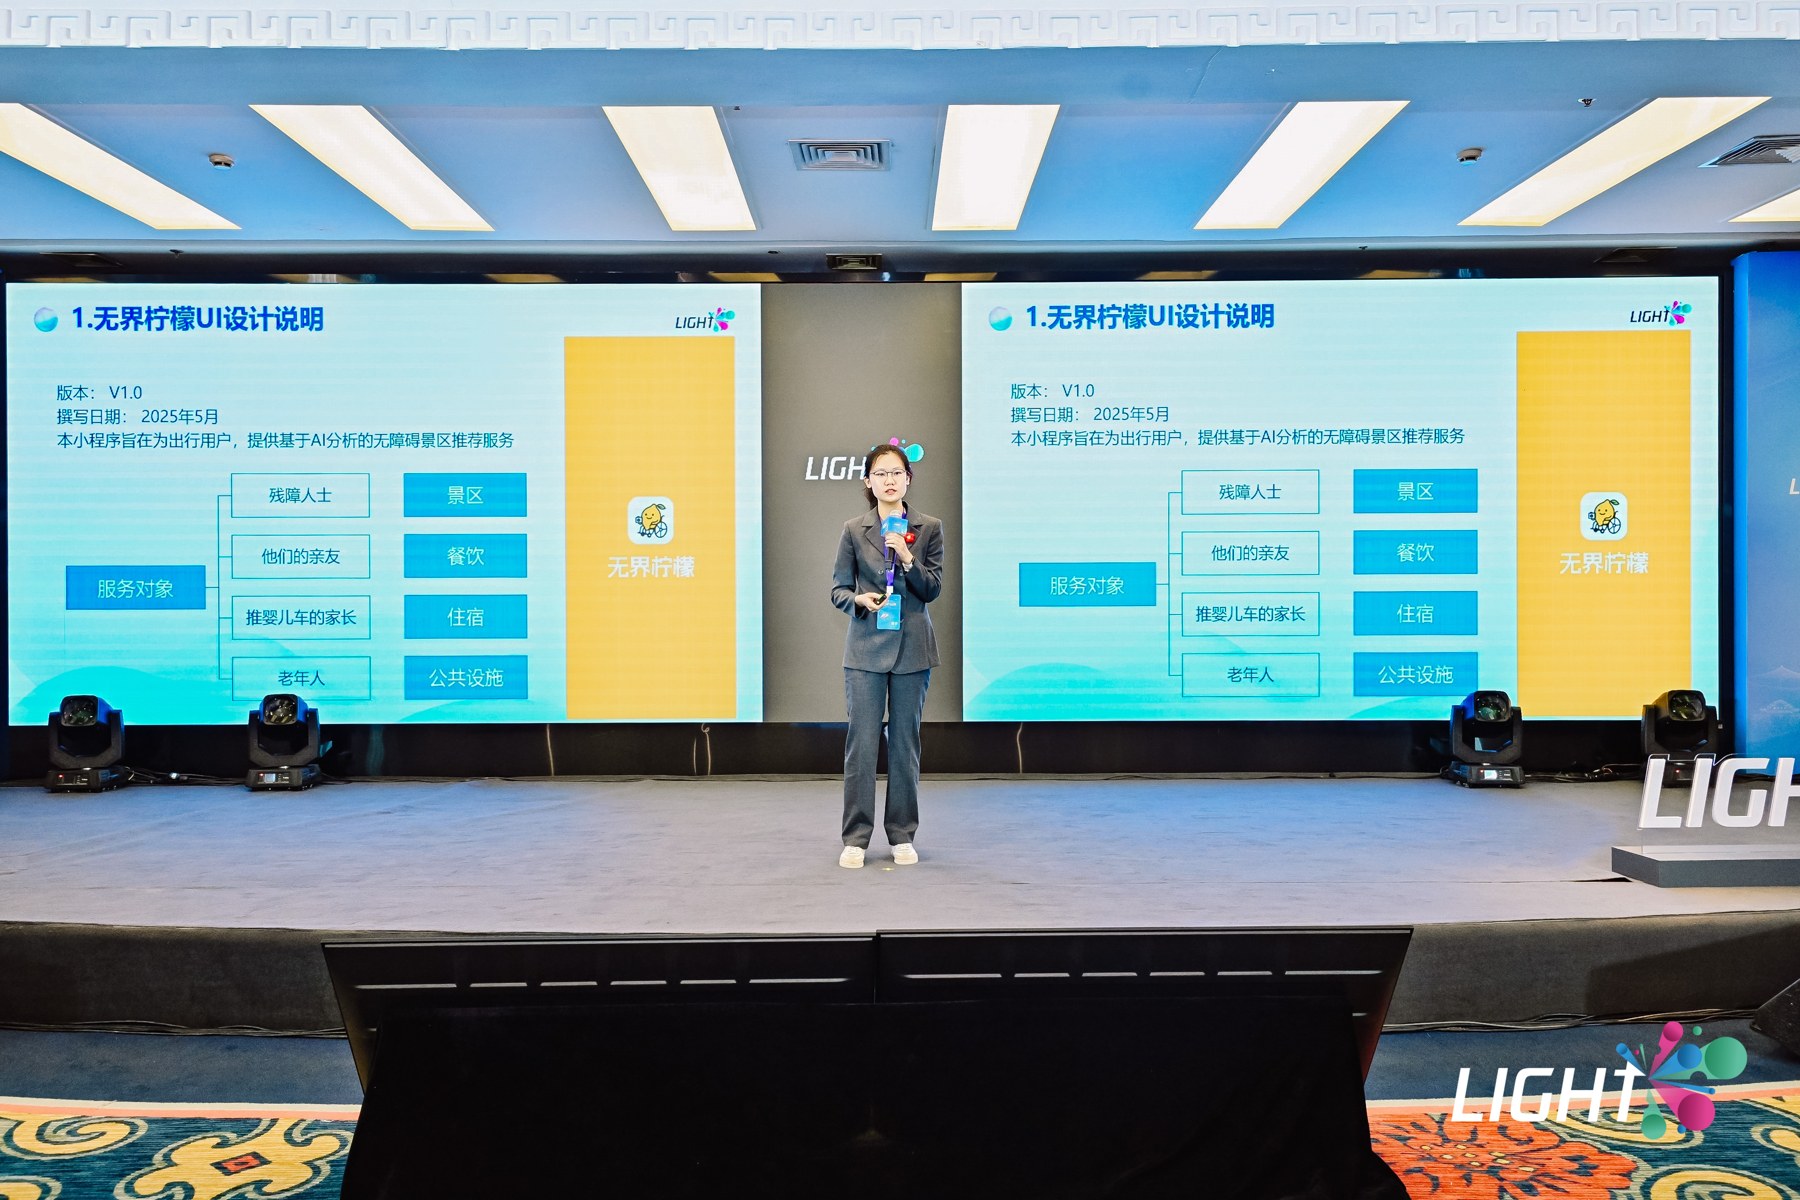 1.无界柠檬UI设计说明
LIGHT
版本： V1.0
撰写日期： 2025年5月
本小程序旨在为出行用户，提供基于AI分析的无障碍景区推荐服务
服务对象
残障人士
景区
他们的亲友
餐饮
推婴儿车的家长
住宿
老年人
公共设施
无界柠檬
LIGH
1.无界柠檬UI设计说明
LIGHT
版本： V1.0
撰写日期： 2025年5月
本小程序旨在为出行用户，提供基于AI分析的无障碍景区推荐服务
服务对象
残障人士
景区
他们的亲友
餐饮
推婴儿车的家长
住宿
老年人
公共设施
无界柠檬
LIGH
LIGHT